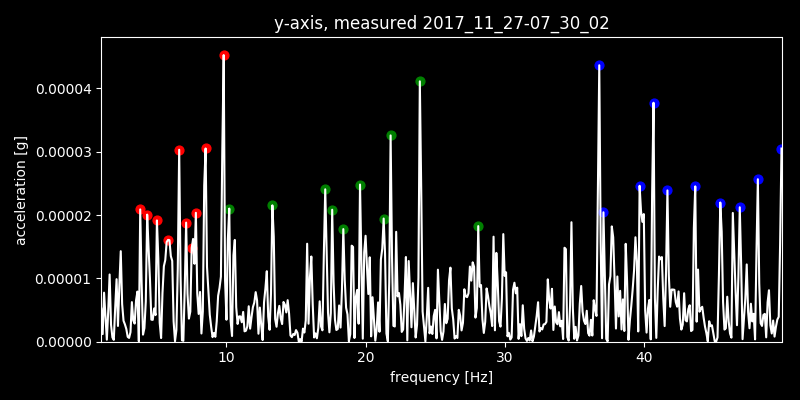 y-axis, measured 2017_11_27-07_30_02
acceleration [g]
0.00004
0.00003
0.00002
0.00001
0.00000
10 20 30 40
frequency [Hz]